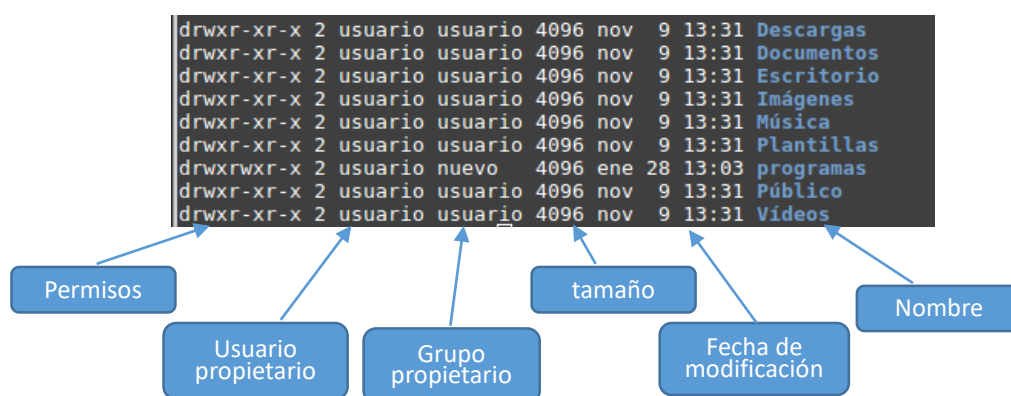 drwxr-xr-x 2 usuario usuario 4096 nov  9 13:31 Descargas
drwxr-xr-x 2 usuario usuario 4096 nov  9 13:31 Documentos
drwxr-xr-x 2 usuario usuario 4096 nov  9 13:31 Escritorio
drwxr-xr-x 2 usuario usuario 4096 nov  9 13:31 Imágenes
drwxr-xr-x 2 usuario usuario 4096 nov  9 13:31 Música
drwxr-xr-x 2 usuario usuario 4096 nov  9 13:31 Plantillas
drwxrwxr-x 2 usuario nuevo   4096 ene 28 13:03 programas
drwxr-xr-x 2 usuario usuario 4096 nov  9 13:31 Público
drwxr-xr-x 2 usuario usuario 4096 nov  9 13:31 Vídeos
Permisos
tamaño
Nombre
Usuario
propietario
Grupo
propietario
Fecha de
modificación